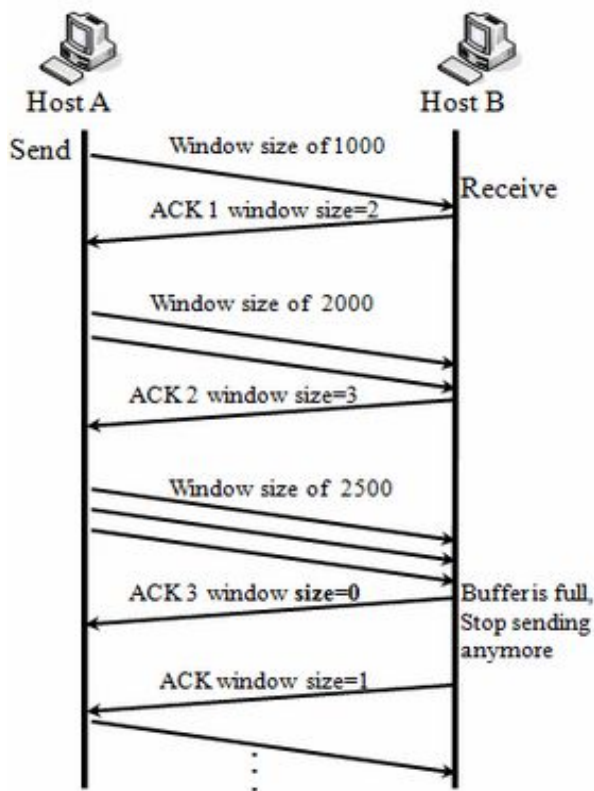 Host A
Host B
Send
Window size of 1000
Receive
ACK 1 window size=2
Window size of 2000
ACK 2 window size=3
Window size of 2500
ACK 3 window size=0
Buffer is full,
Stop sending
anymore
ACK window size=1